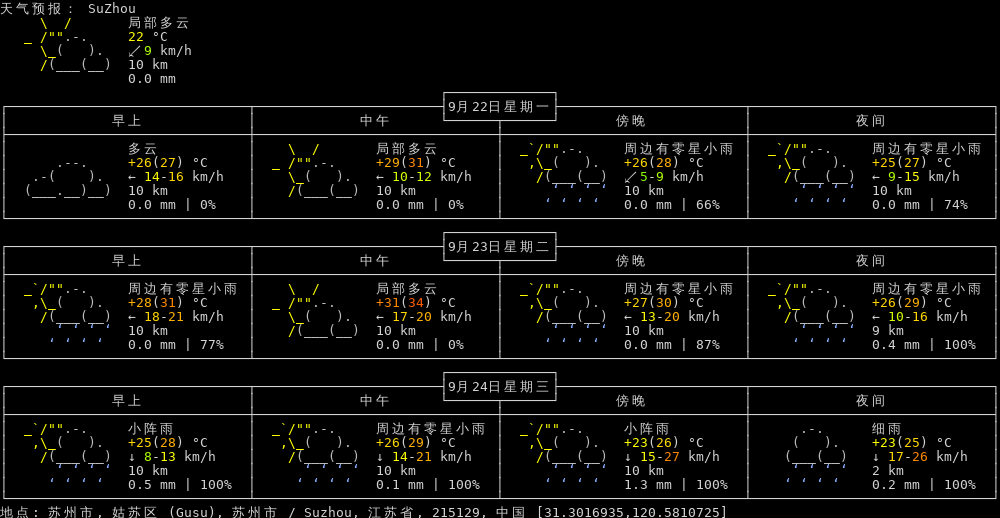 天气预报： SuZhou
局部多云
22 °C
↙9 km/h
10 km
0.0 mm
9月22日星期一
早上 中午 傍晚 夜间
多云 局部多云 周边有零星小雨 周边有零星小雨
+26(27) °C +29(31) °C +26(28) °C +25(27) °C
← 14-16 km/h ← 10-12 km/h ↙ 5-9 km/h ← 9-15 km/h
10 km 10 km 10 km 10 km
0.0 mm | 0% 0.0 mm | 0% 0.0 mm | 66% 0.0 mm | 74%
9月23日星期二
早上 中午 傍晚 夜间
周边有零星小雨 局部多云 周边有零星小雨 周边有零星小雨
+28(31) °C +31(34) °C +27(30) °C +26(29) °C
← 18-21 km/h ← 17-20 km/h ← 13-20 km/h ← 10-16 km/h
10 km 10 km 10 km 9 km
0.0 mm | 77% 0.0 mm | 0% 0.0 mm | 87% 0.4 mm | 100%
9月24日星期三
早上 中午 傍晚 夜间
小阵雨 周边有零星小雨 小阵雨 细雨
+25(28) °C +26(29) °C +23(26) °C +23(25) °C
↓ 8-13 km/h ↓ 14-21 km/h ↓ 15-27 km/h ↓ 17-26 km/h
10 km 10 km 10 km 2 km
0.5 mm | 100% 0.1 mm | 100% 1.3 mm | 100% 0.2 mm | 100%
地点: 苏州市, 姑苏区 (Gusu), 苏州市 / Suzhou, 江苏省, 215129, 中国 [31.3016935,120.5810725]